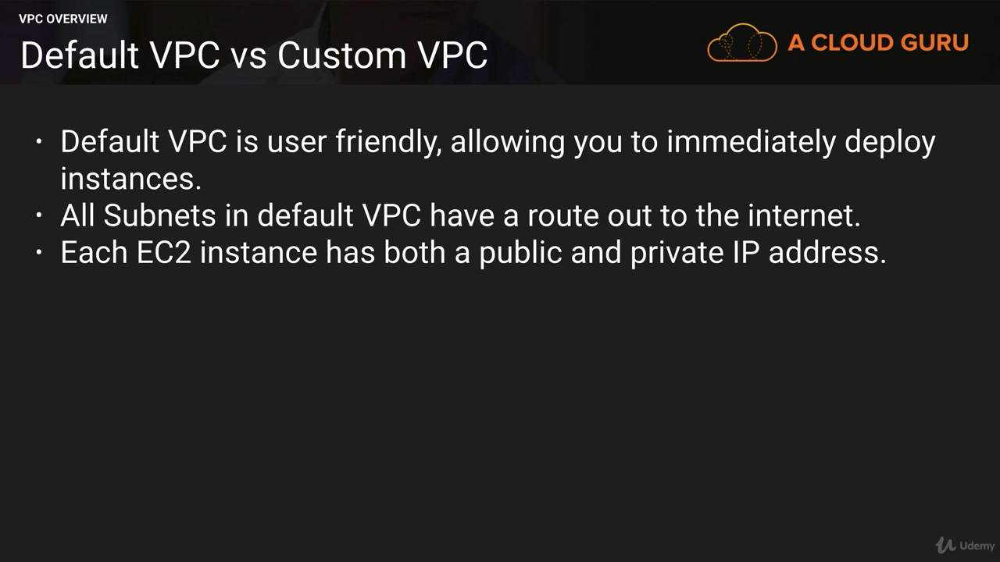 VPC OVERVIEW
Default VPC vs Custom VPC
A CLOUD GURU
• Default VPC is user friendly, allowing you to immediately deploy
instances.
• All Subnets in default VPC have a route out to the internet.
• Each EC2 instance has both a public and private IP address.
Udemy